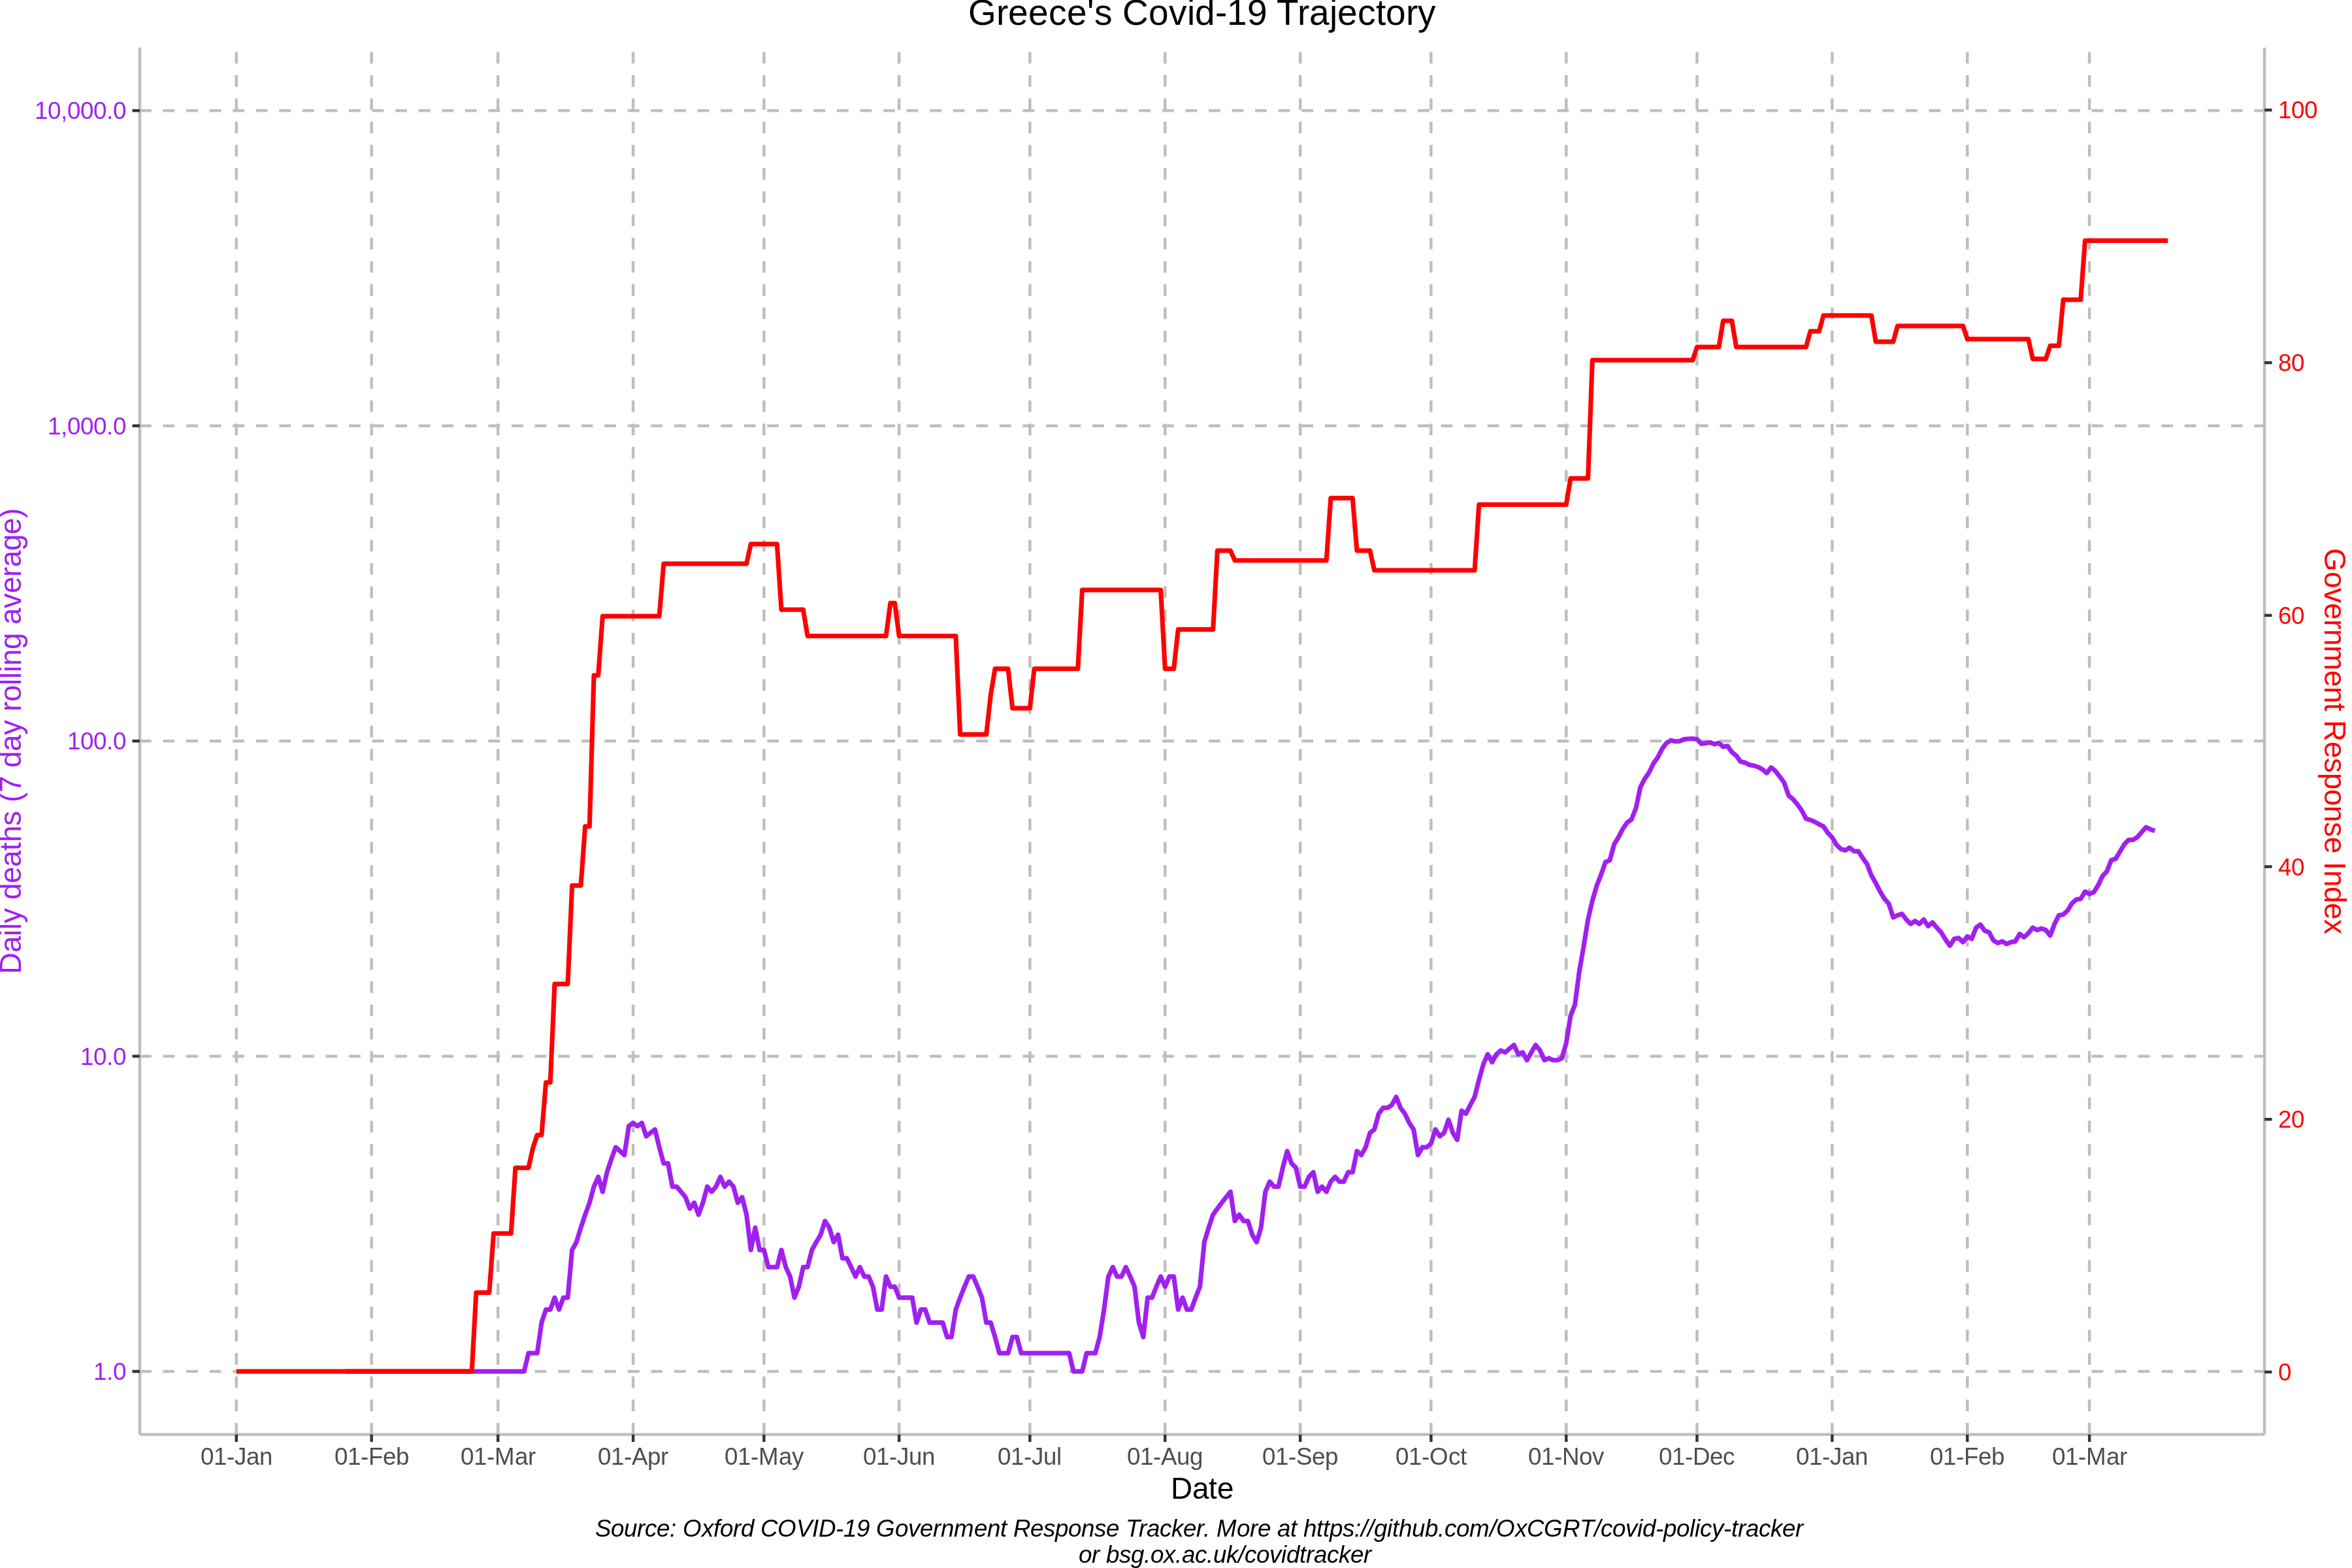 Greece's Covid-19 Trajectory
10,000.0
1,000.0
100.0
10.0
1.0
Daily deaths (7 day rolling average)
100
80
60
40
20
0
Government Response Index
01-Jan
01-Feb
01-Mar
01-Apr
01-May
01-Jun
01-Jul
01-Aug
01-Sep
01-Oct
01-Nov
01-Dec
01-Jan
01-Feb
01-Mar
Date
Source: Oxford COVID-19 Government Response Tracker. More at https://github.com/OxCGRT/covid-policy-tracker
or bsg.ox.ac.uk/covidtracker